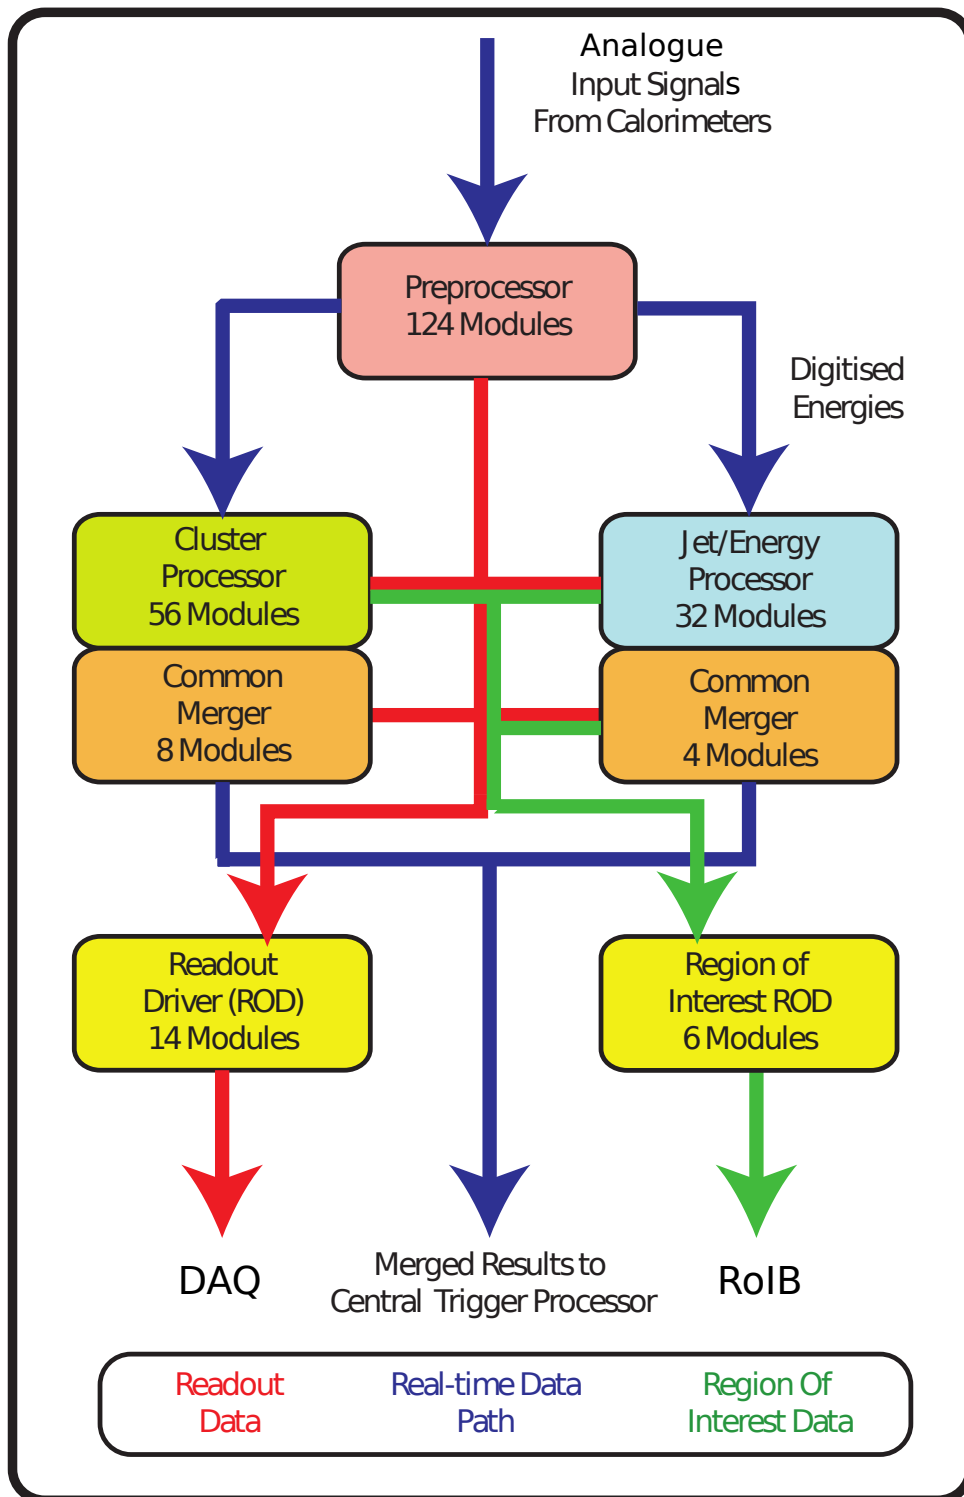 Analogue
Input Signals
From Calorimeters
Preprocessor
124 Modules
Digitised
Energies
Cluster
Processor
56 Modules
Jet/Energy
Processor
32 Modules
Common
Merger
8 Modules
Common
Merger
4 Modules
Readout
Driver (ROD)
14 Modules
Region of
Interest ROD
6 Modules
DAQ
Merged Results to
Central Trigger Processor
RoIB
Readout
Data
Real-time Data
Path
Region Of
Interest Data